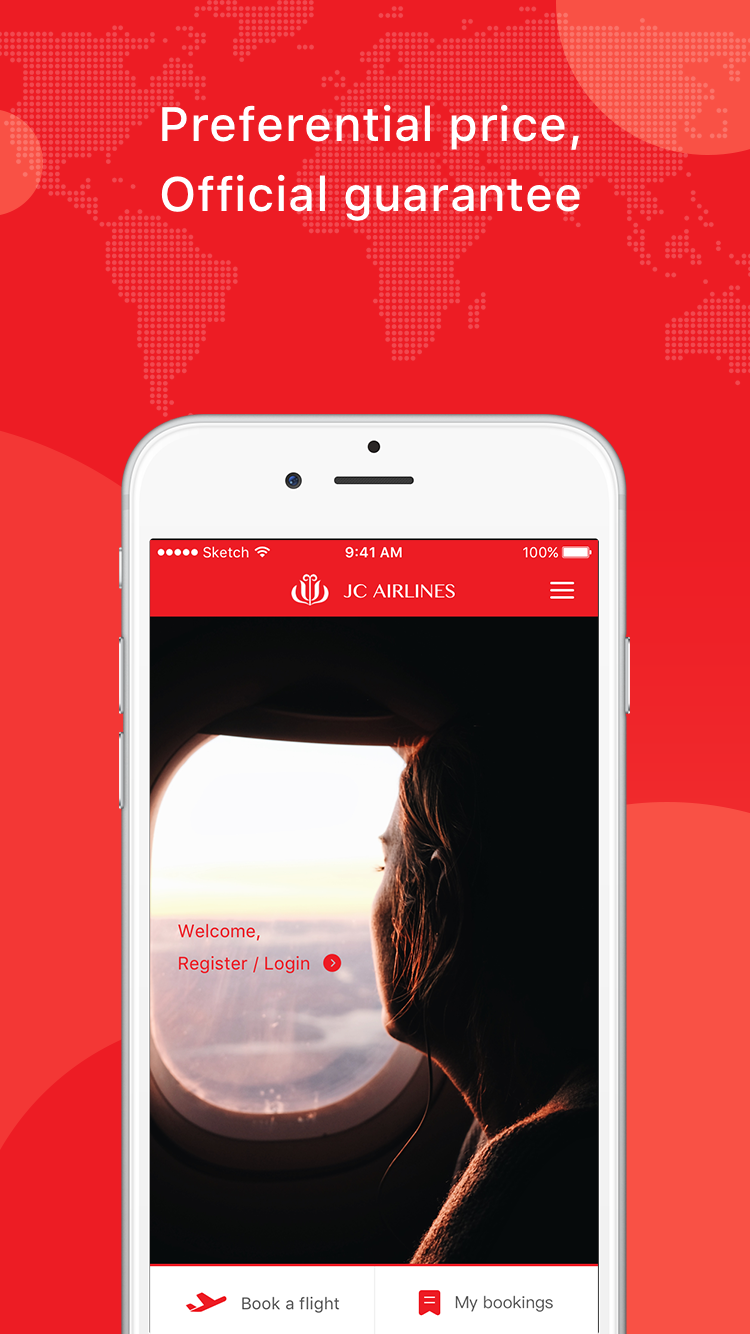 Preferential price,
Official guarantee
Sketch 9:41 AM 100%
JC AIRLINES
Welcome,
Register / Login
Book a flight My bookings